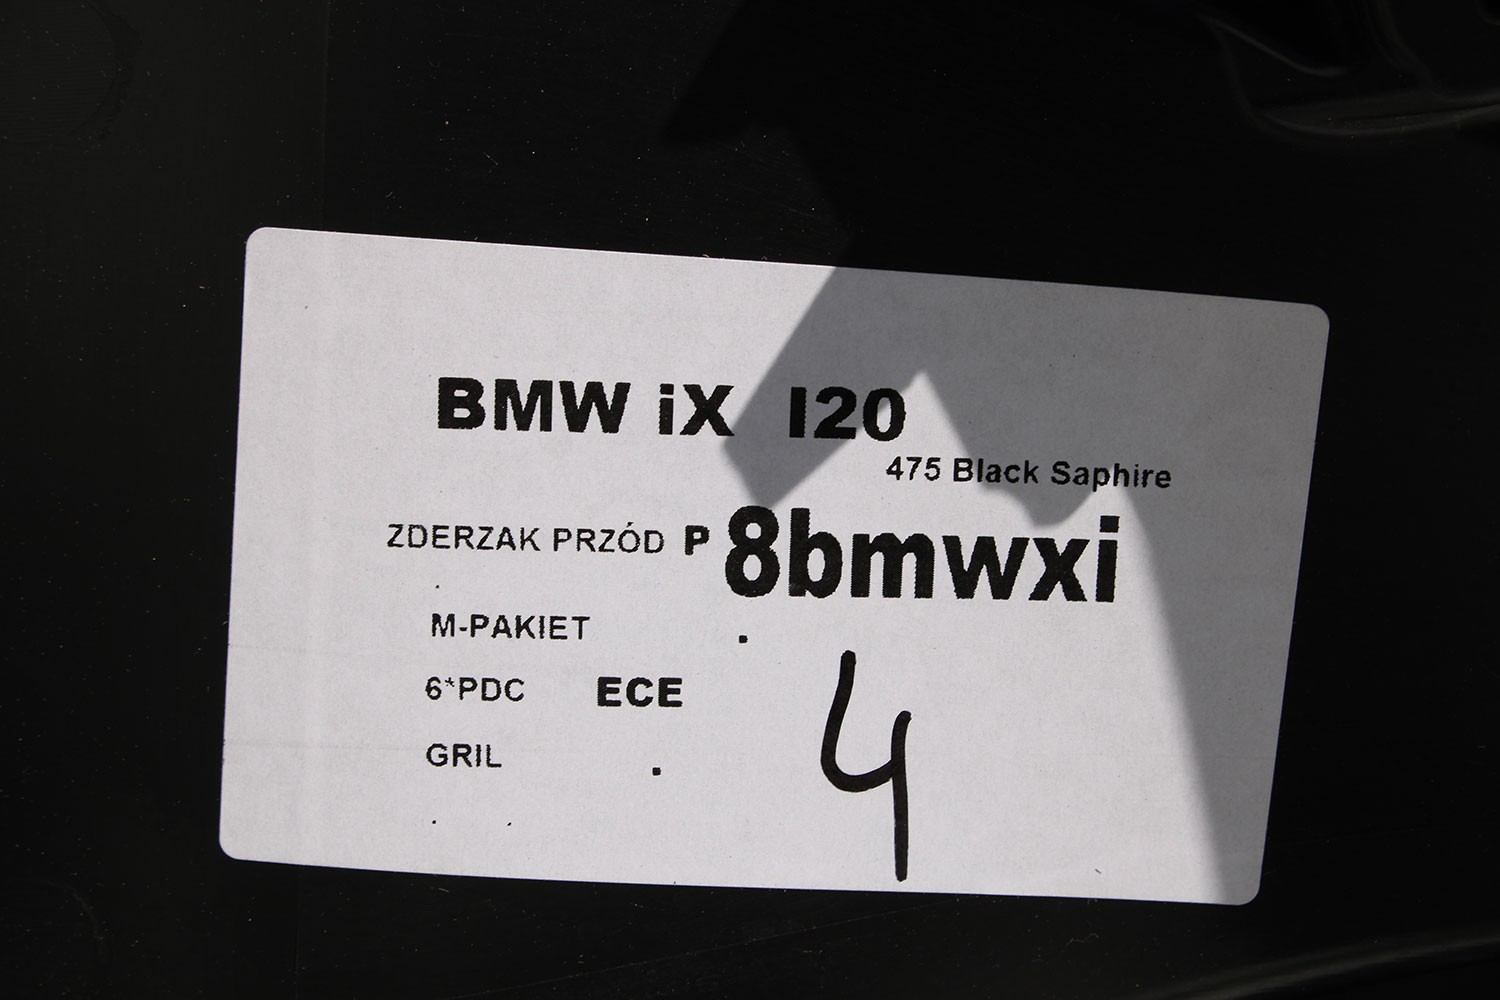 BMW iX I20
475 Black Saphire
ZDERZAK PRZÓD P 8bmwxi
M-PAKIET
6*PDC ECE
GRIL
4